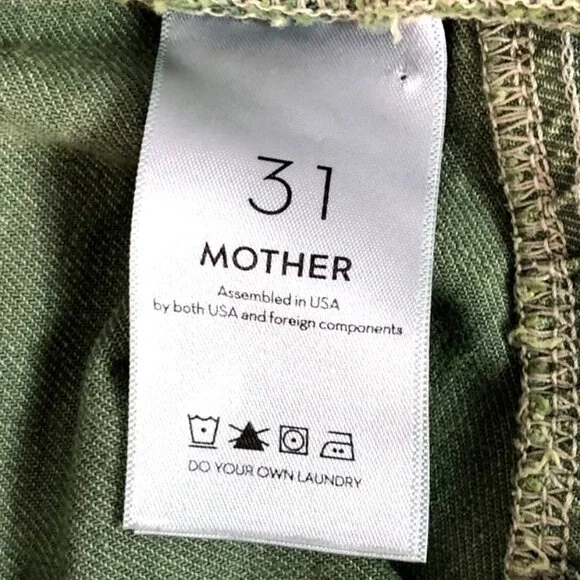 31
MOTHER
Assembled in USA
by both USA and foreign components
DO YOUR OWN LAUNDRY